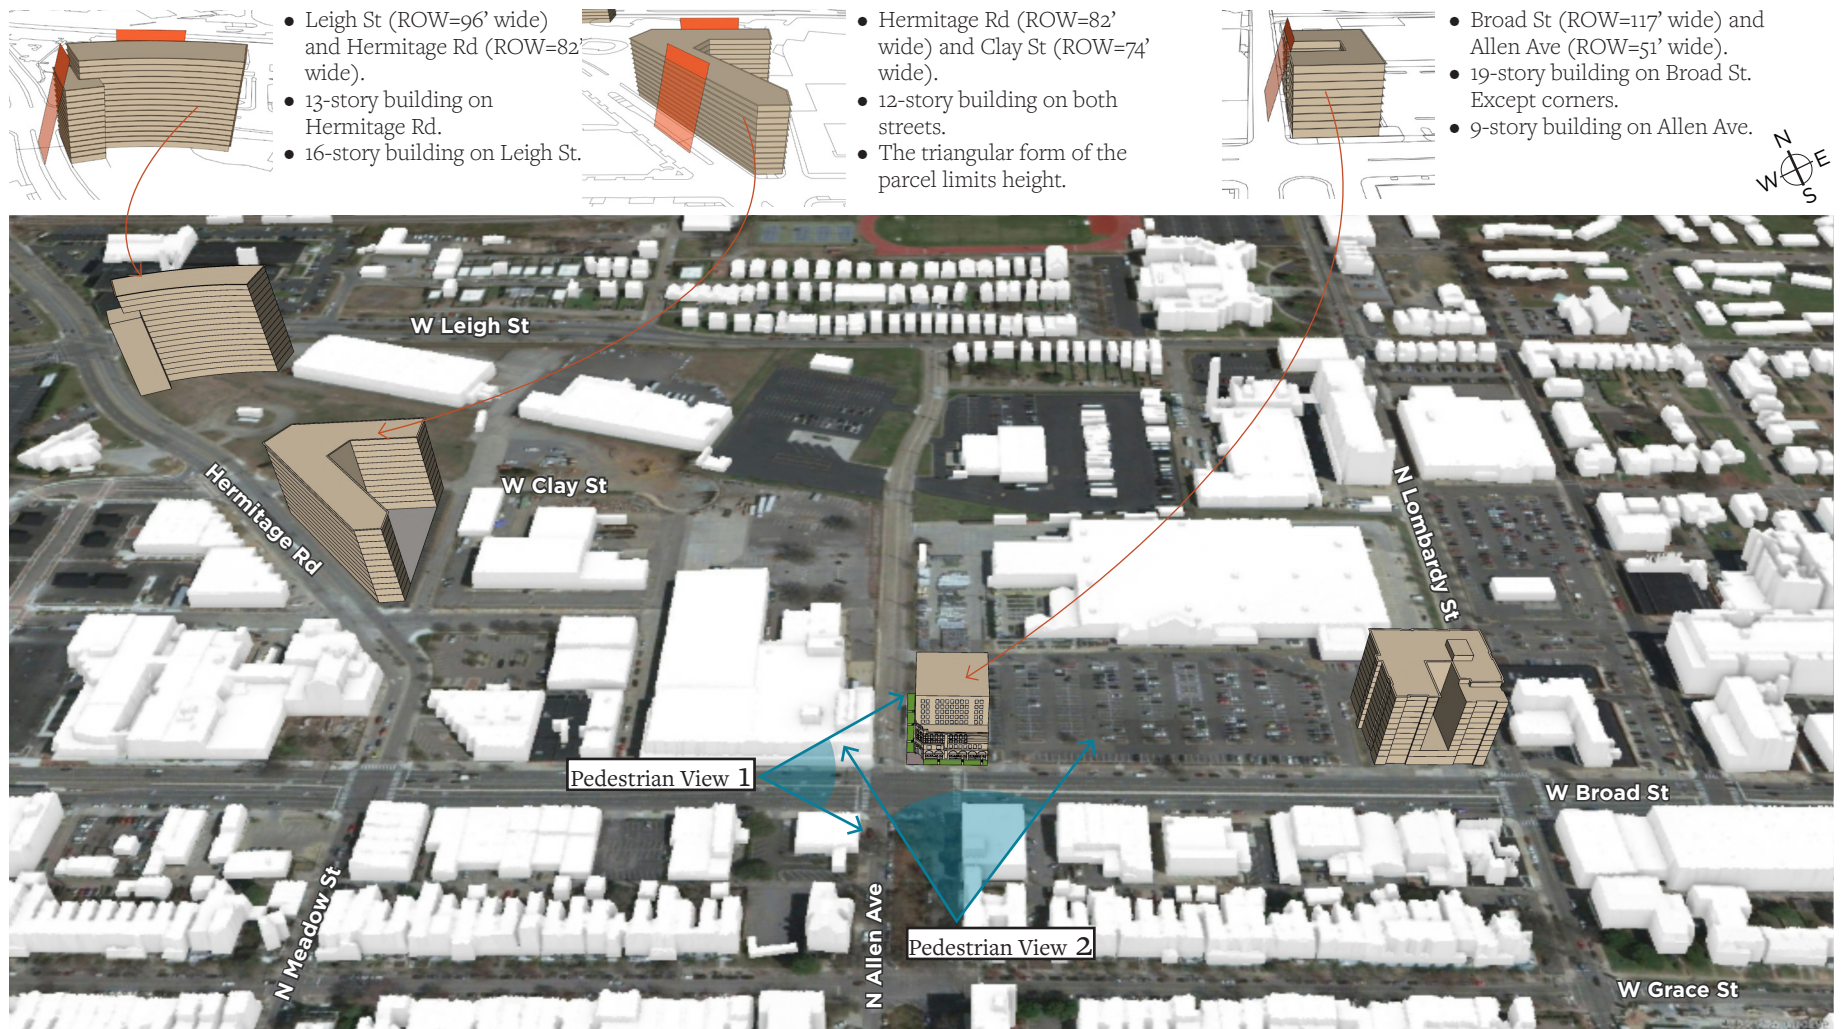 ● Leigh St (ROW=96’ wide)
and Hermitage Rd (ROW=82’
wide).
● 13-story building on
Hermitage Rd.
● 16-story building on Leigh St.
● Hermitage Rd (ROW=82’
wide) and Clay St (ROW=74’
wide).
● 12-story building on both
streets.
● The triangular form of the
parcel limits height.
● Broad St (ROW=117’ wide) and
Allen Ave (ROW=51’ wide).
● 19-story building on Broad St.
Except corners.
● 9-story building on Allen Ave.
N
E
W
S
W Leigh St
W Clay St
Hermitage Rd
N Lombardy St
Pedestrian View 1
W Broad St
N Meadow St
N Allen Ave
Pedestrian View 2
W Grace St